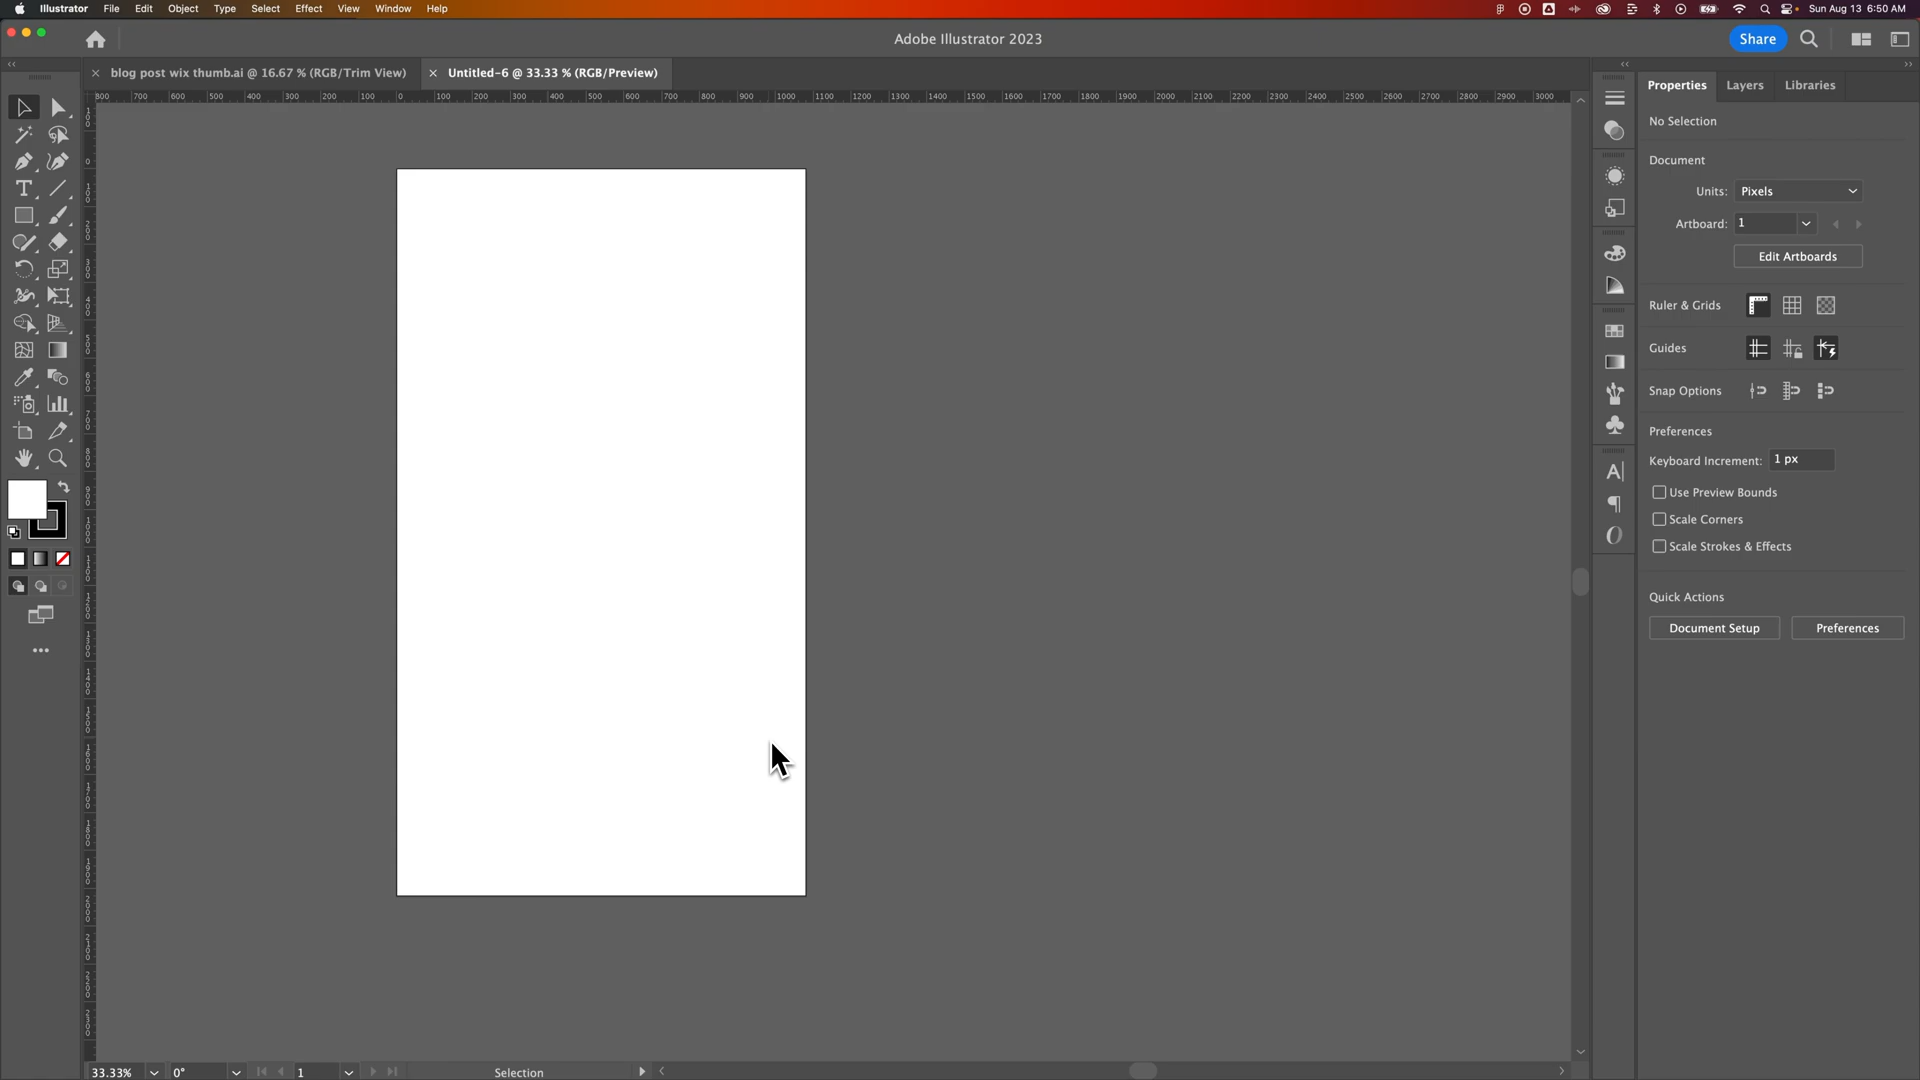 Illustrator File Edit Object Type Select Effect View Window Help Sun Aug 13 6:50 AM
Adobe Illustrator 2023 Share
blog post wix thumb.ai @ 16.67 % (RGB/Trim View) Untitled-6 @ 33.33 % (RGB/Preview)
800 700 600 500 400 300 200 100 0 100 200 300 400 500 600 700 800 900 1000 1100 1200 1300 1400 1500 1600 1700 1800 1900 2000 2100 2200 2300 2400 2500 2600 2700 2800 2900 3000
Properties Layers Libraries
No Selection
Document
Units: Pixels
Artboard: 1
Edit Artboards
Ruler & Grids
Guides
Snap Options
Preferences
Keyboard Increment: 1 px
Use Preview Bounds
Scale Corners
Scale Strokes & Effects
Quick Actions
Document Setup Preferences
33.33% 0° 1 Selection